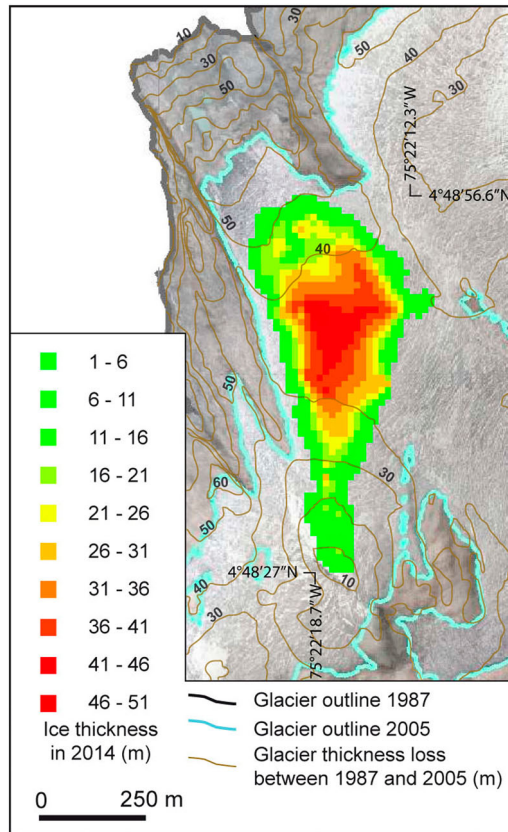 10
30
50
50
40
30
30
75°22'12.3"W
4°48'56.6"N
50
40
50
60
50
40
30
30
4°48'27"N
10
75°22'18.7"W
1 - 6
6 - 11
11 - 16
16 - 21
21 - 26
26 - 31
31 - 36
36 - 41
41 - 46
46 - 51
Ice thickness
in 2014 (m)
0 250 m
Glacier outline 1987
Glacier outline 2005
Glacier thickness loss
between 1987 and 2005 (m)